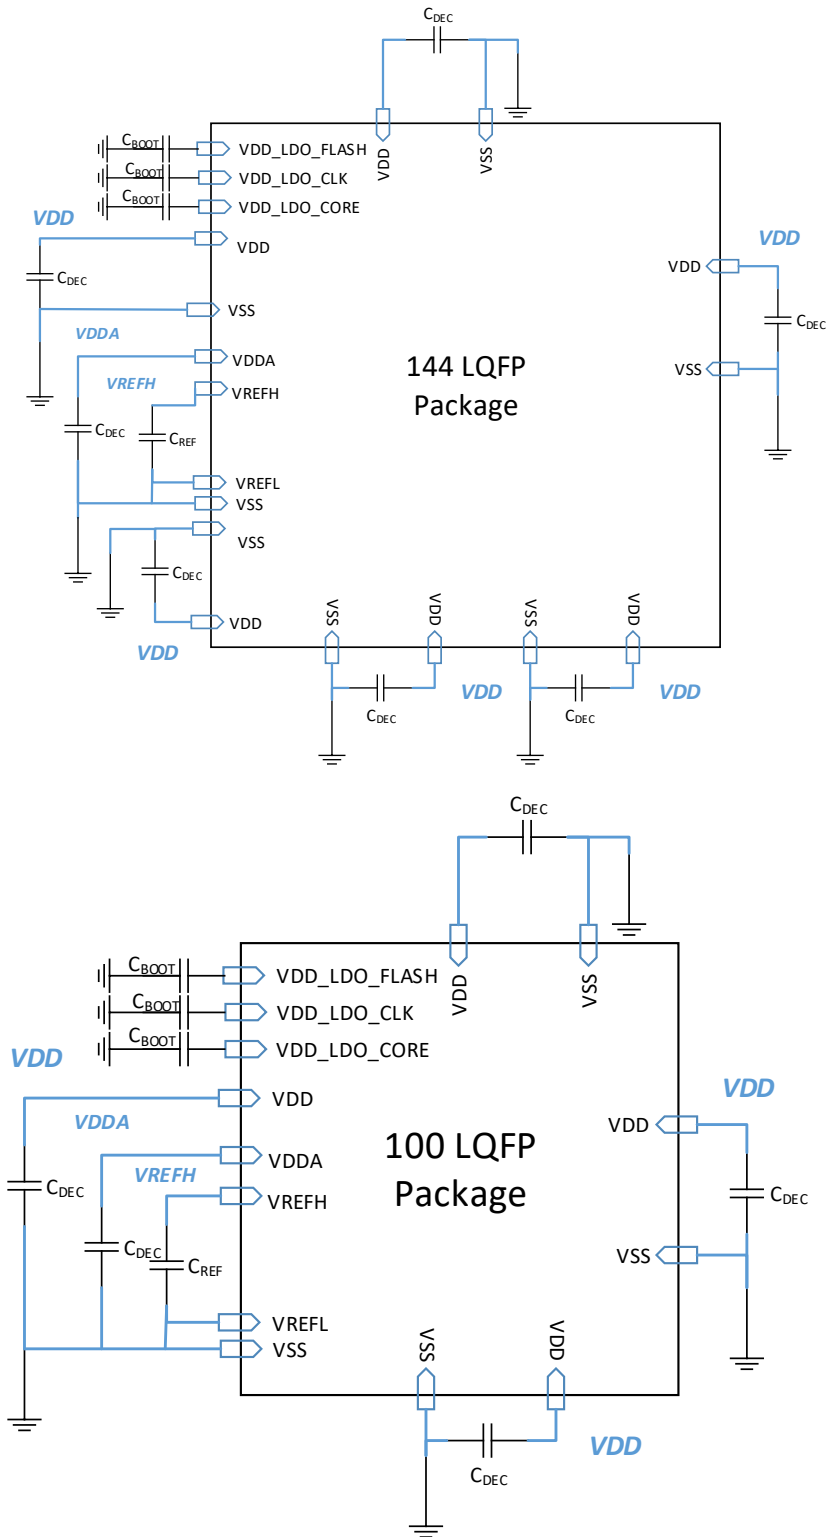 CDEC
VDD
VSS
CBOOT
VDD_LDO_FLASH
CBOOT
VDD_LDO_CLK
CBOOT
VDD_LDO_CORE
VDD
VDD
CDEC
VSS
VDDA
VDDA
VREFH
VREFH
CDEC
CREF
VREFL
VSS
VSS
CDEC
VDD
VDD
144 LQFP
Package
VDD
VDD
CDEC
VSS
VSS
VDD
CDEC
VDD
VSS
VDD
CDEC
VDD
CDEC
VDD
VSS
CBOOT
VDD_LDO_FLASH
CBOOT
VDD_LDO_CLK
CBOOT
VDD_LDO_CORE
VDD
VDD
VDDA
VDDA
VREFH
VREFH
CDEC
CDEC
CREF
VREFL
VSS
100 LQFP
Package
VDD
VDD
CDEC
VSS
VSS
VDD
CDEC
VDD